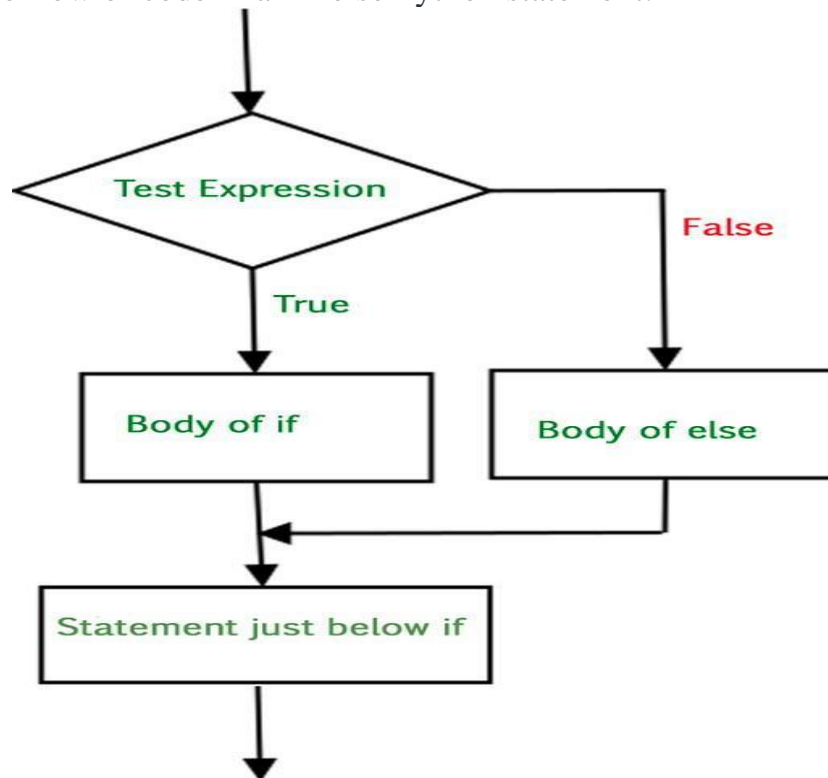 Test Expression
False
True
Body of if
Body of else
Statement just below if